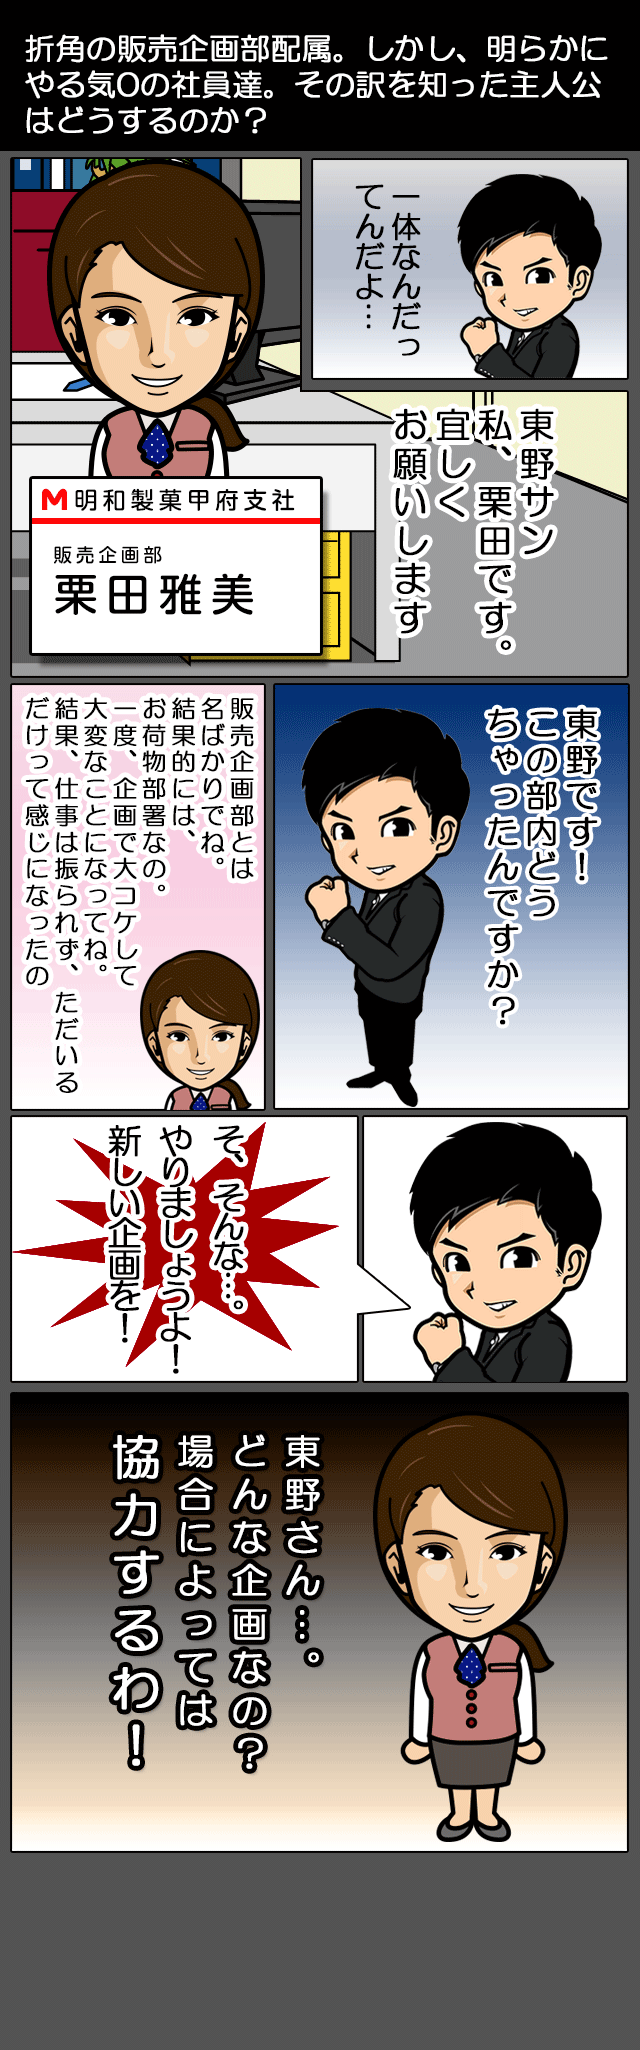 折角の販売企画部配属。しかし、明らかに
やる気0の社員達。その訳を知った主人公
はどうするのか？
一体なんだっ
てんだよ…
東野サン
私、栗田です。
宜しく
お願いします
M明和製菓甲府支社
販売企画部
栗田雅美
東野です！
この部内どう
ちゃったんですか？
販売企画部とは
名ばかりでね。
結果的には、
お荷物部署なの。
一度、企画で大コケして
大変なことになってね。
結果、仕事は振られず、ただいる
だけって感じになったの
そ、そんな…。
やりましょうよ！
新しい企画を！
東野さん…。
どんな企画なの？
場合によっては
協力するわ！